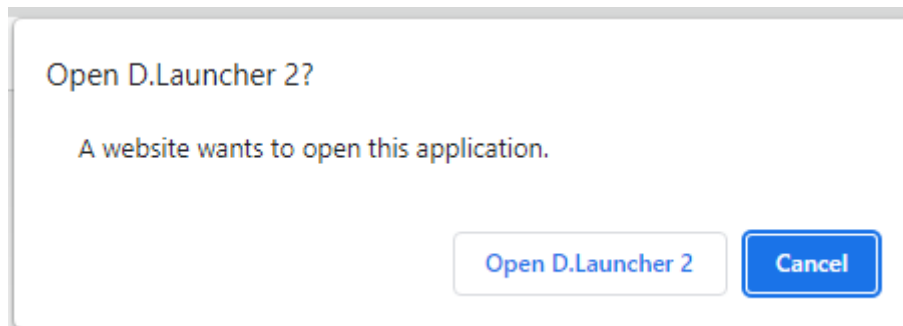 Open D.Launcher 2?
A website wants to open this application.
Open D.Launcher 2
Cancel